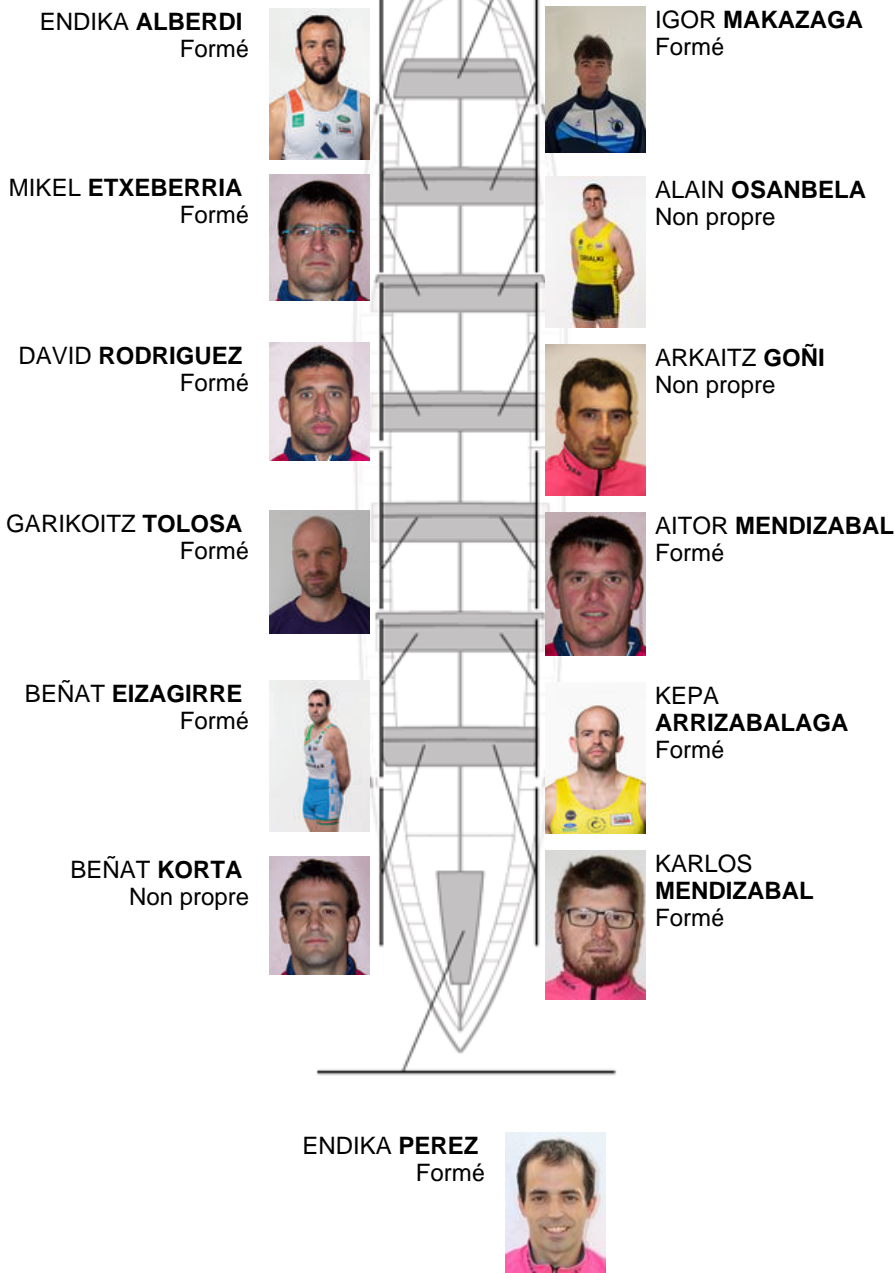 ENDIKA ALBERDI
Formé
IGOR MAKAZAGA
Formé
MIKEL ETXEBERRIA
Formé
ALAIN OSANBELA
Non propre
DAVID RODRIGUEZ
Formé
ARKAITZ GOÑI
Non propre
GARIKOITZ TOLOSA
Formé
AITOR MENDIZABAL
Formé
BEÑAT EIZAGIRRE
Formé
KEPA
ARRIZABALAGA
Formé
BEÑAT KORTA
Non propre
KARLOS
MENDIZABAL
Formé
ENDIKA PEREZ
Formé